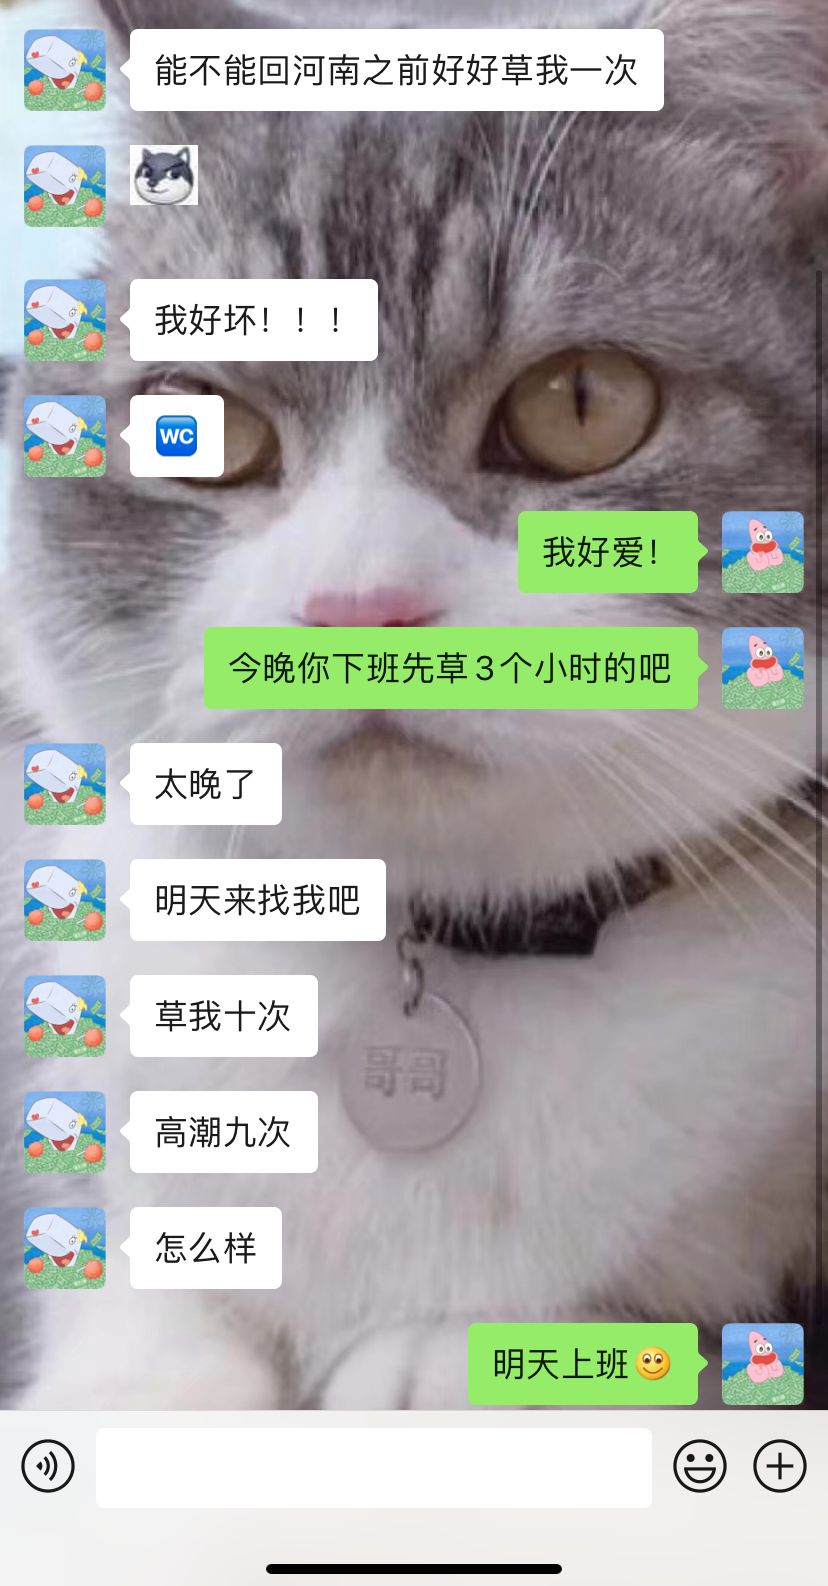 能不能回河南之前好好草我一次
我好坏！！！
WC
我好爱！
今晚你下班先草3个小时的吧
太晚了
明天来找我吧
草我十次
哥哥
高潮九次
怎么样
明天上班